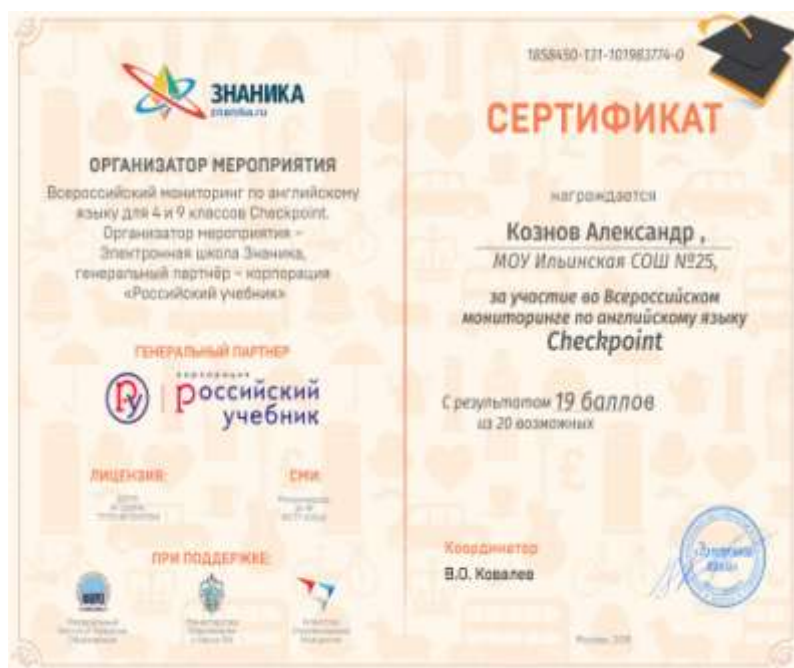 ЗНАНИКА
znanika.ru
ОРГАНИЗАТОР МЕРОПРИЯТИЯ
Всероссийский мониторинг по английскому
языку для 4 и 9 классов Checkpoint.
Организатор мероприятия –
Электронная школа Знаника,
генеральный партнёр – корпорация
«Российский учебник»
ГЕНЕРАЛЬНЫЙ ПАРТНЕР
корпорация
российский
учебник
ЛИЦЕНЗИЯ:
СМИ:
ПРИ ПОДДЕРЖКЕ:
1858450-131-101983774-0
СЕРТИФИКАТ
награждается
Кознов Александр ,
МОУ Ильинская СОШ №25,
за участие во Всероссийском
мониторинге по английскому языку
Checkpoint
С результатом 19 баллов
из 20 возможных
Координатор
В.О. Ковалев